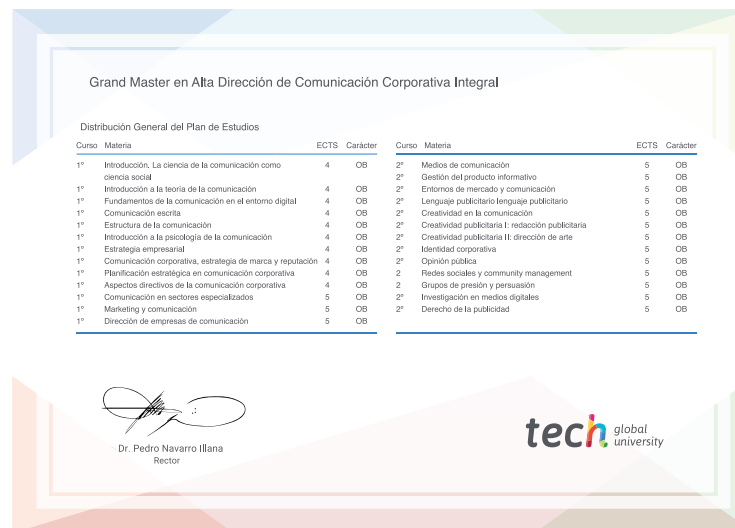 Grand Master en Alta Dirección de Comunicación Corporativa Integral
Distribución General del Plan de Estudios
Curso Materia ECTS Carácter
1º Introducción. La ciencia de la comunicación como 4 OB
ciencia social
1º Introducción a la teoria de la comunicación 4 OB
1º Fundamentos de la comunicación en el entorno digital 4 OB
1º Comunicación escrita 4 OB
1º Estructura de la comunicación 4 OB
1º Introducción a la psicología de la comunicación 4 OB
1º Estrategia empresarial 4 OB
1º Comunicación corporativa, estrategia de marca y reputación 4 OB
1º Planificación estratégica en comunicación corporativa 4 OB
1º Aspectos directivos de la comunicación corporativa 4 OB
1º Comunicación en sectores especializados 5 OB
1º Marketing y comunicación 5 OB
1º Dirección de empresas de comunicación 5 OB
Curso Materia ECTS Carácter
2º Medios de comunicación 5 OB
2º Gestión del producto informativo 5 OB
2º Entornos de mercado y comunicación 5 OB
2º Lenguaje publicitario lenguaje publicitario 5 OB
2º Creatividad en la comunicación 5 OB
2º Creatividad publicitaria I: redacción publicitaria 5 OB
2º Creatividad publicitaria II: dirección de arte 5 OB
2º Identidad corporativa 5 OB
2º Opinión pública 5 OB
2 Redes sociales y community management 5 OB
2 Grupos de presión y persuasión 5 OB
2º Investigación en medios digitales 5 OB
2º Derecho de la publicidad 5 OB
Dr. Pedro Navarro Illana
Rector
tech global
university